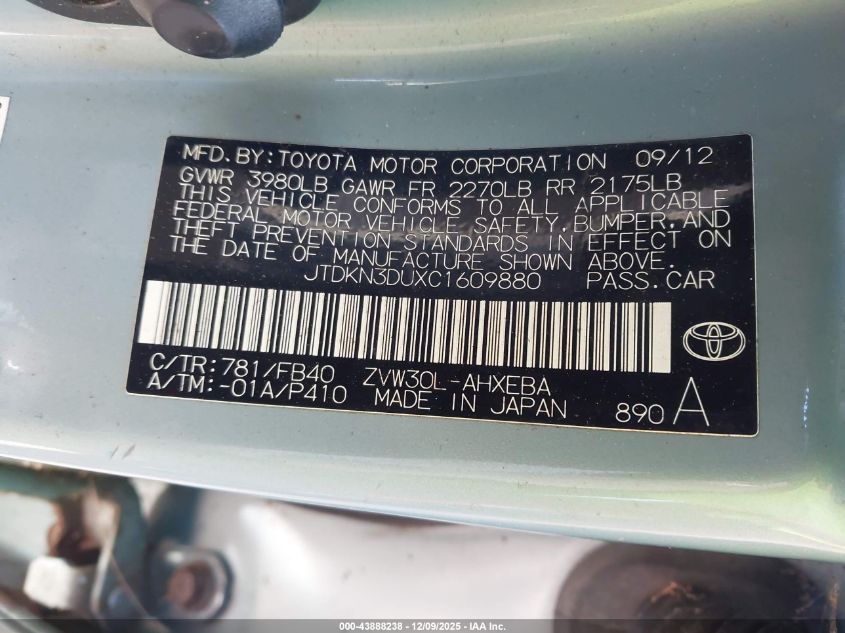 MFD.BY:TOYOTA MOTOR CORPORATION 09/12
GVWR 3980LB GAWR FR 2270LB RR 2175LB
THIS VEHICLE CONFORMS TO ALL APPLICABLE
FEDERAL MOTOR VEHICLE SAFETY,BUMPER,AND
THEFT PREVENTION STANDARDS IN EFFECT ON
THE DATE OF MANUFACTURE SHOWN ABOVE.
JTDKN3DUXC1609880 PASS.CAR
C/TR:781/FB40 ZVW30L-AHXEBA
A/TM:-01A/P410 MADE IN JAPAN 890 A
000-43888238 - 12/09/2025 - IAA Inc.